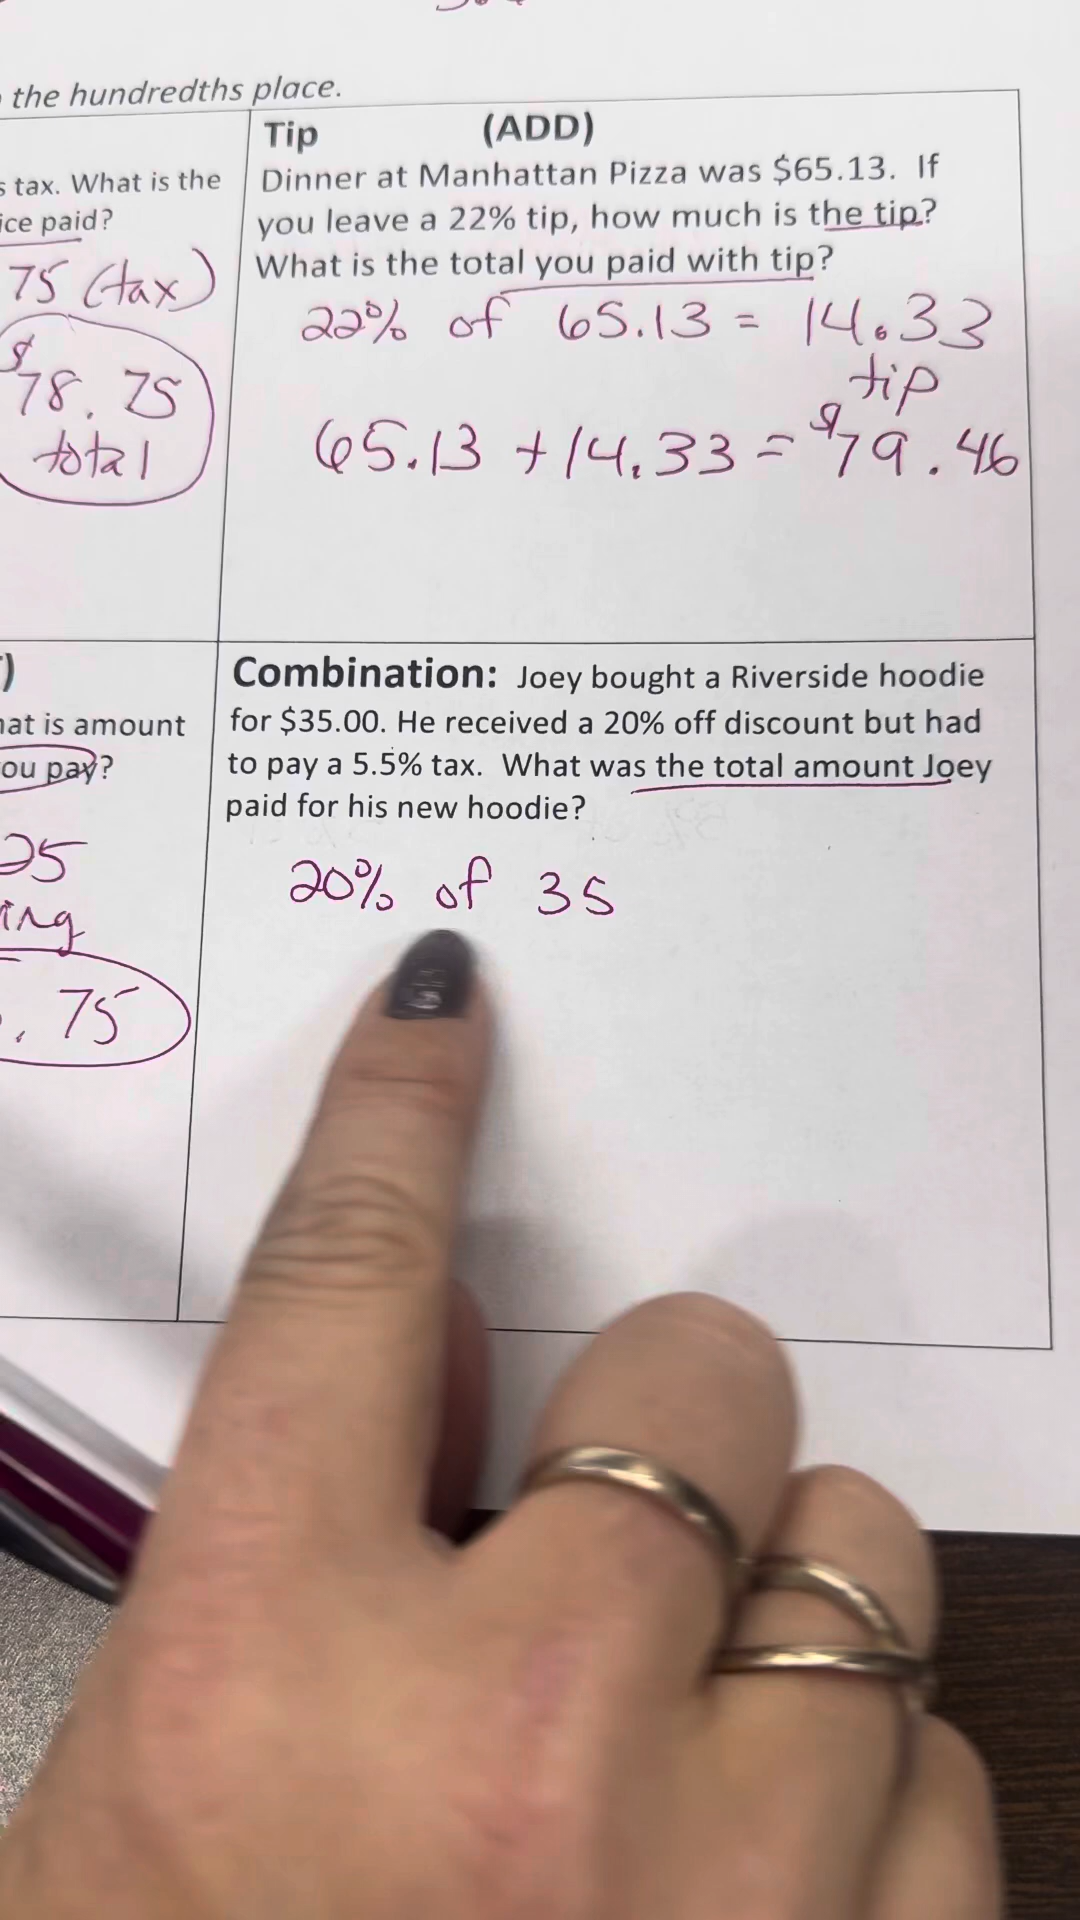 the hundredths place.
tax. What is the
paid?
75 (tax)
$78.75
total
Tip (ADD)
Dinner at Manhattan Pizza was $65.13. If
you leave a 22% tip, how much is the tip?
What is the total you paid with tip?
22% of 65.13 = 14.33
tip
65.13 + 14.33 = $79.46
)
is amount
pay?
25
.75
Combination: Joey bought a Riverside hoodie
for $35.00. He received a 20% off discount but had
to pay a 5.5% tax. What was the total amount Joey
paid for his new hoodie?
20% of 35